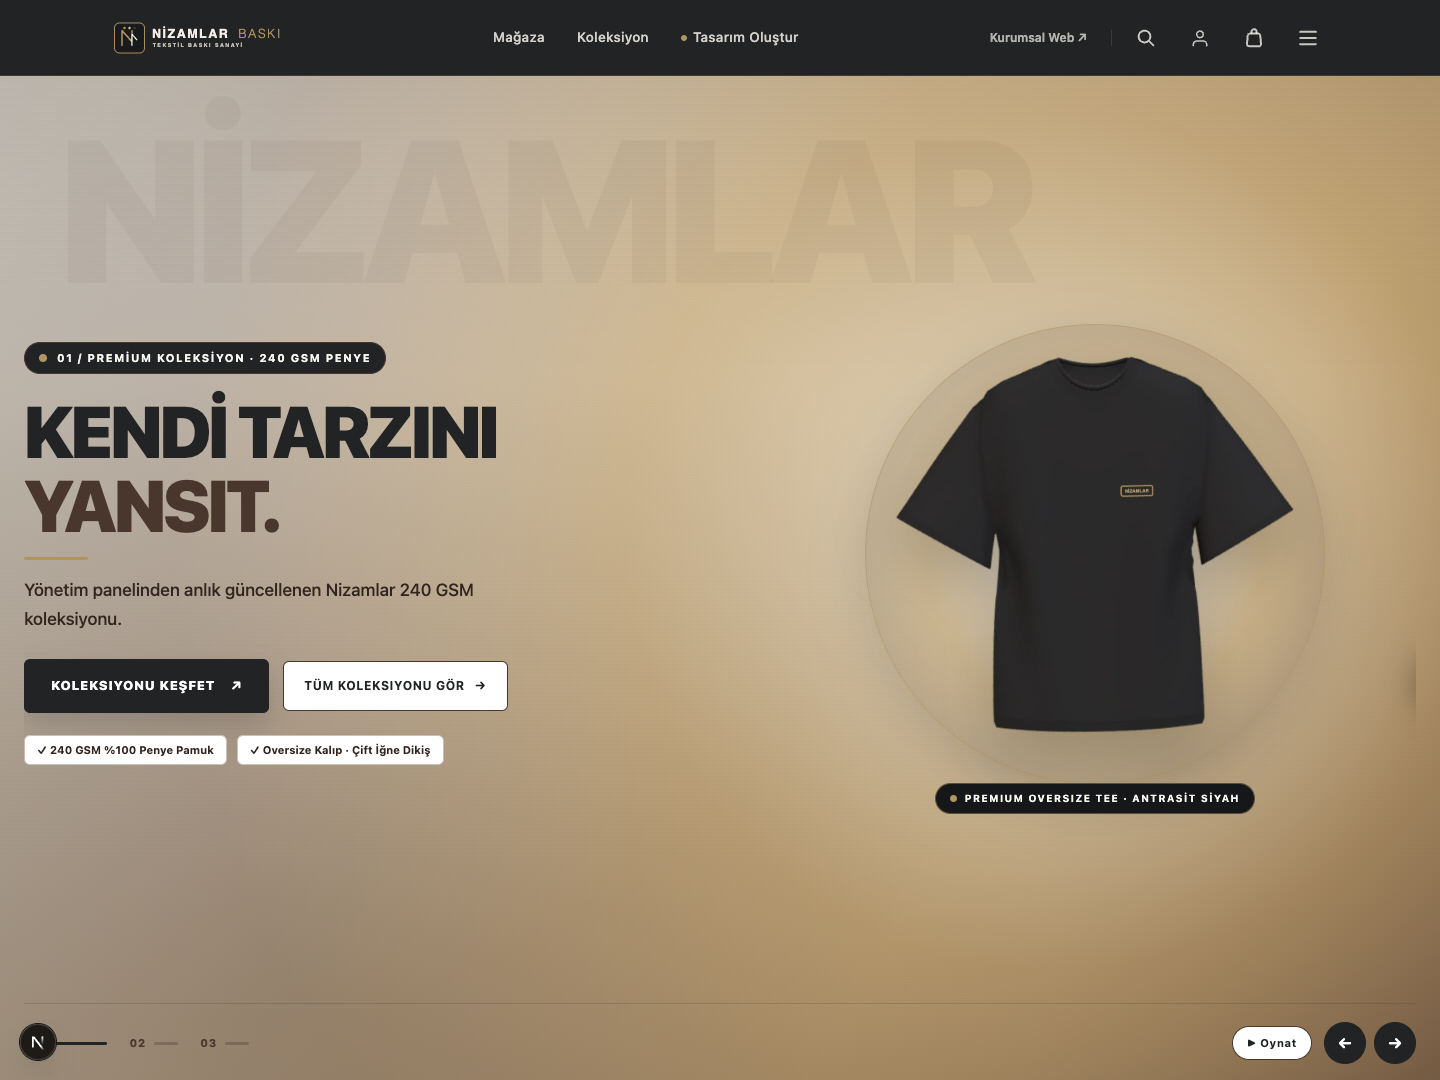 NİZAMLAR BASKI
TEKSTİL BASKI SANAYİ
Mağaza
Koleksiyon
Tasarım Oluştur
Kurumsal Web ↗
NİZAMLAR
01 / PREMİUM KOLEKSİYON · 240 GSM PENYE
KENDİ TARZINI
YANSIT.
Yönetim panelinden anlık güncellenen Nizamlar 240 GSM
koleksiyonu.
KOLEKSIYONU KEŞFET ↗
TÜM KOLEKSIYONU GÖR →
✓ 240 GSM %100 Penye Pamuk
✓ Oversize Kalıp · Çift İğne Dikiş
NİZAMLAR
PREMIUM OVERSIZE TEE · ANTRASİT SİYAH
N
02
03
▶ Oynat
← →